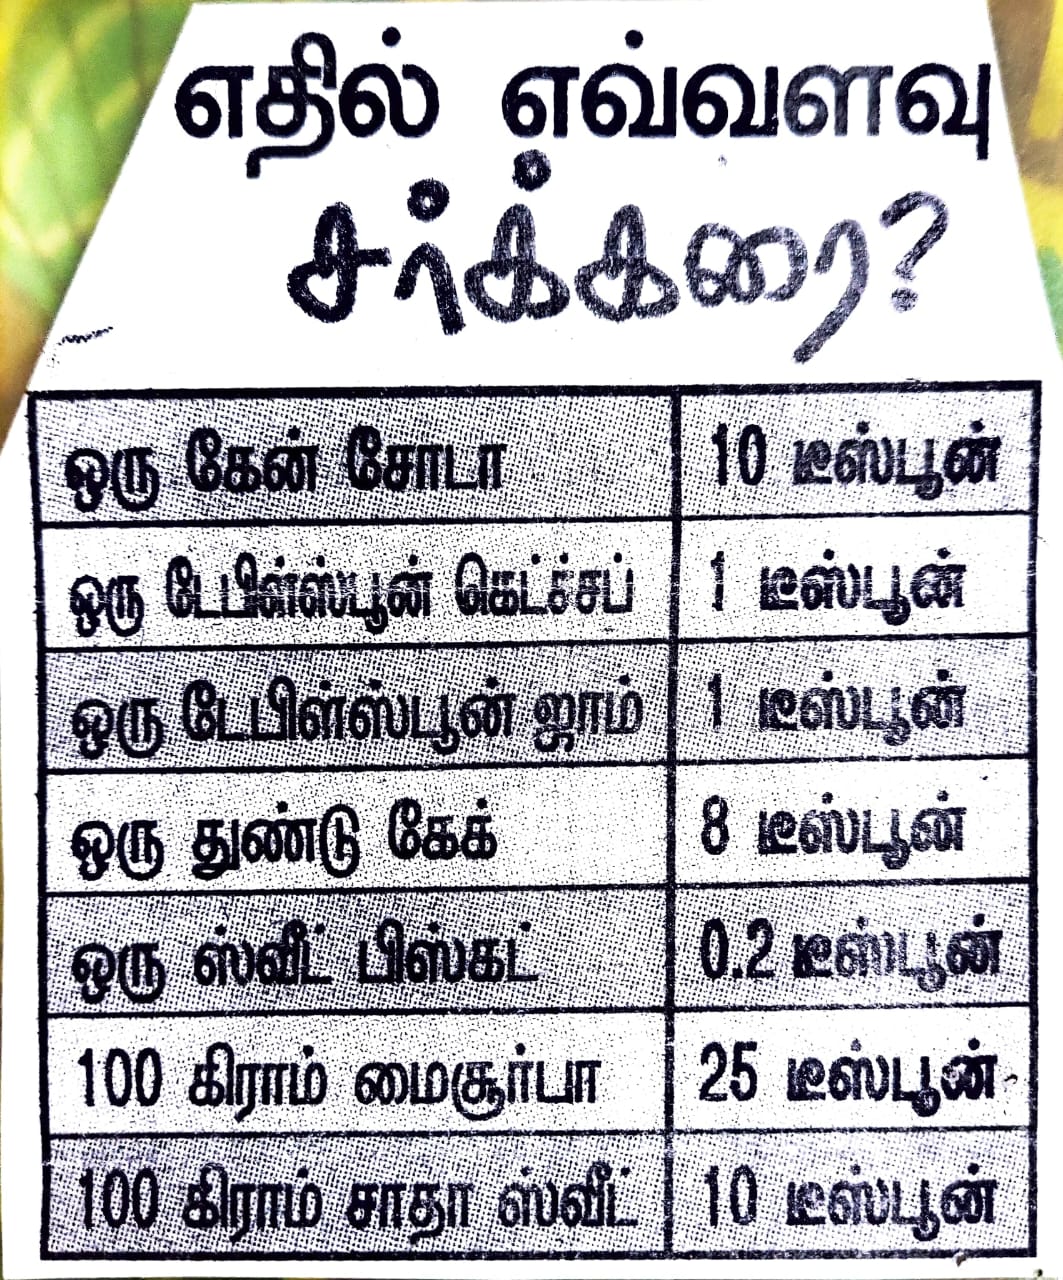 எதில் எவ்வளவு
சர்க்கரை?
ஒரு கேன் சோடா 10 டீஸ்பூன்
ஒரு டேபிள்ஸ்பூன் கெட்ச்சப் 1 டீஸ்பூன்
ஒரு டேபிள்ஸ்பூன் ஜாம் 1 டீஸ்பூன்
ஒரு துண்டு கேக் 8 டீஸ்பூன்
ஒரு ஸ்வீட் பிஸ்கட் 0.2 டீஸ்பூன்
100 கிராம் மைசூர்பா 25 டீஸ்பூன்
100 கிராம் சாதா ஸ்வீட் 10 டீஸ்பூன்